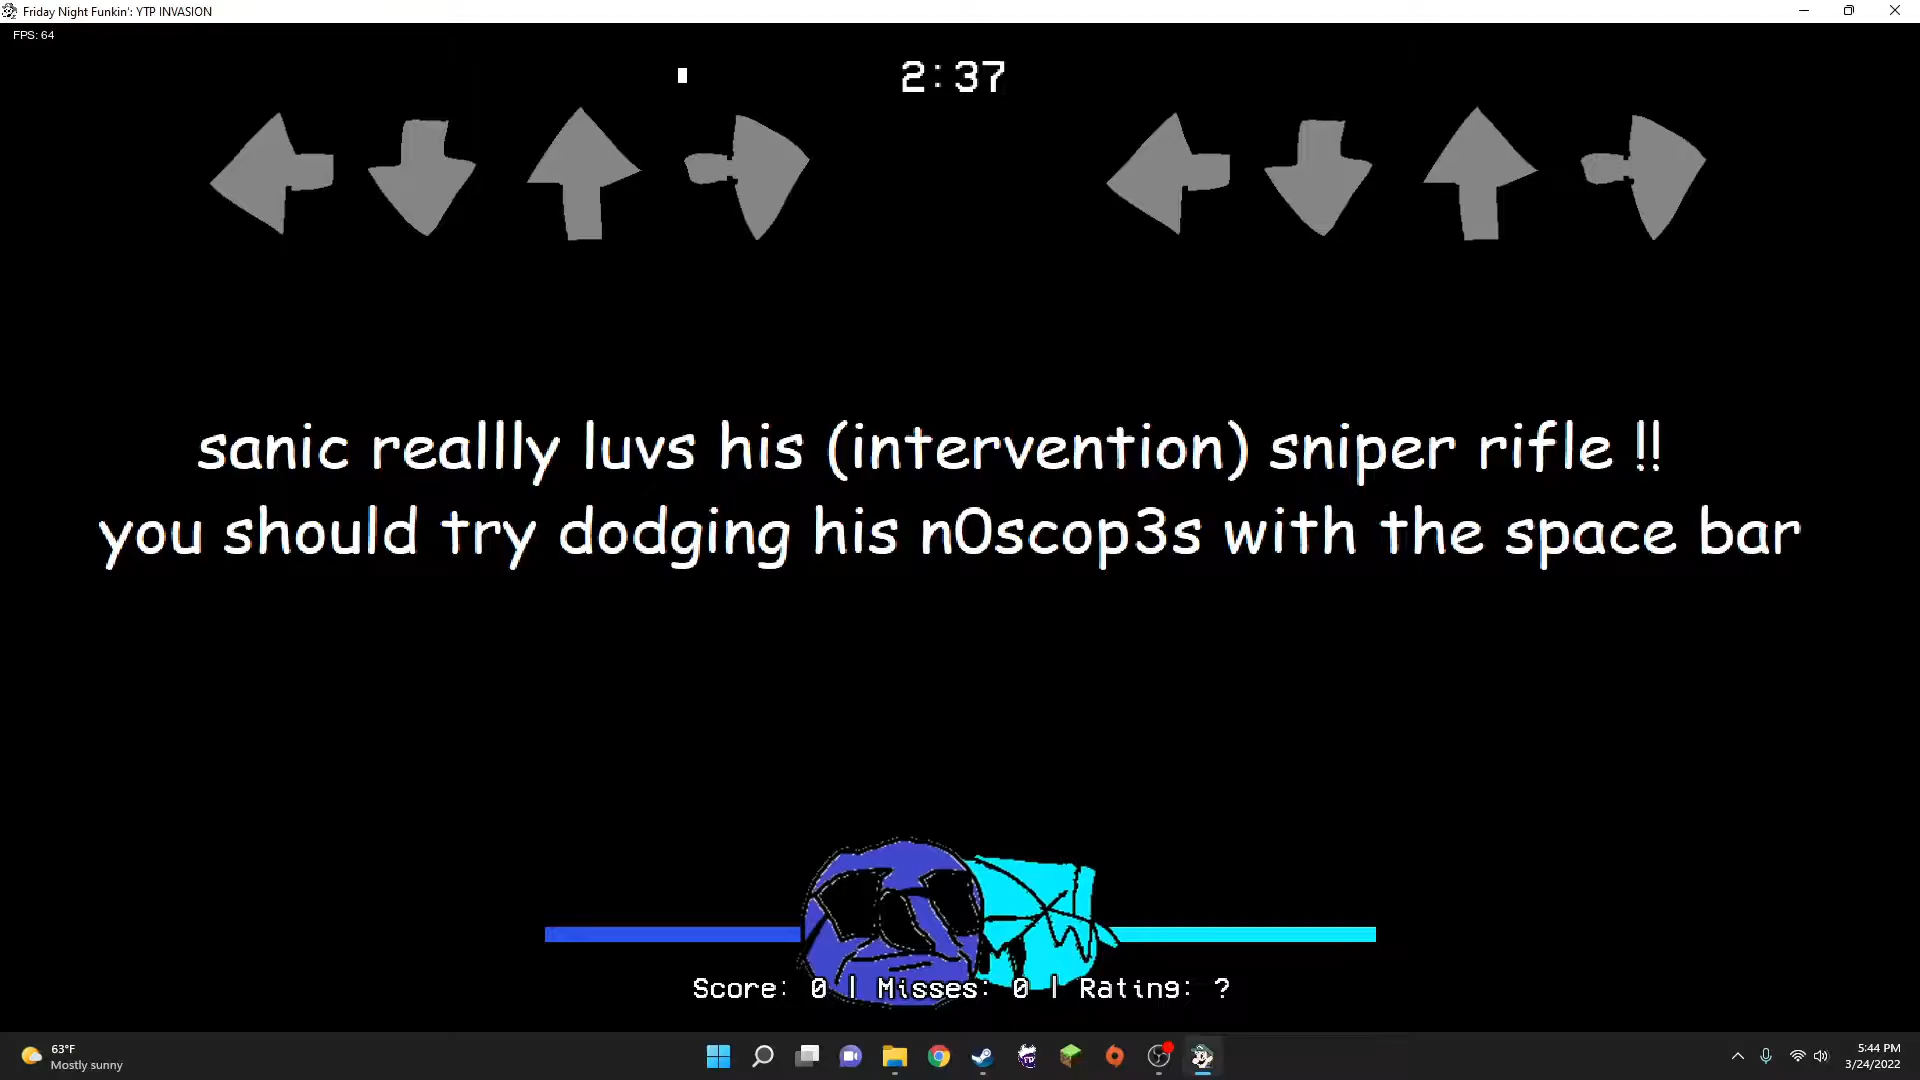 Friday Night Funkin': YTP INVASION
FPS: 64
2:37
sanic reallly luvs his (intervention) sniper rifle !!
you should try dodging his n0scop3s with the space bar
Score: 0 | Misses: 0 | Rating: ?
63°F
Mostly sunny
5:44 PM
3/24/2022